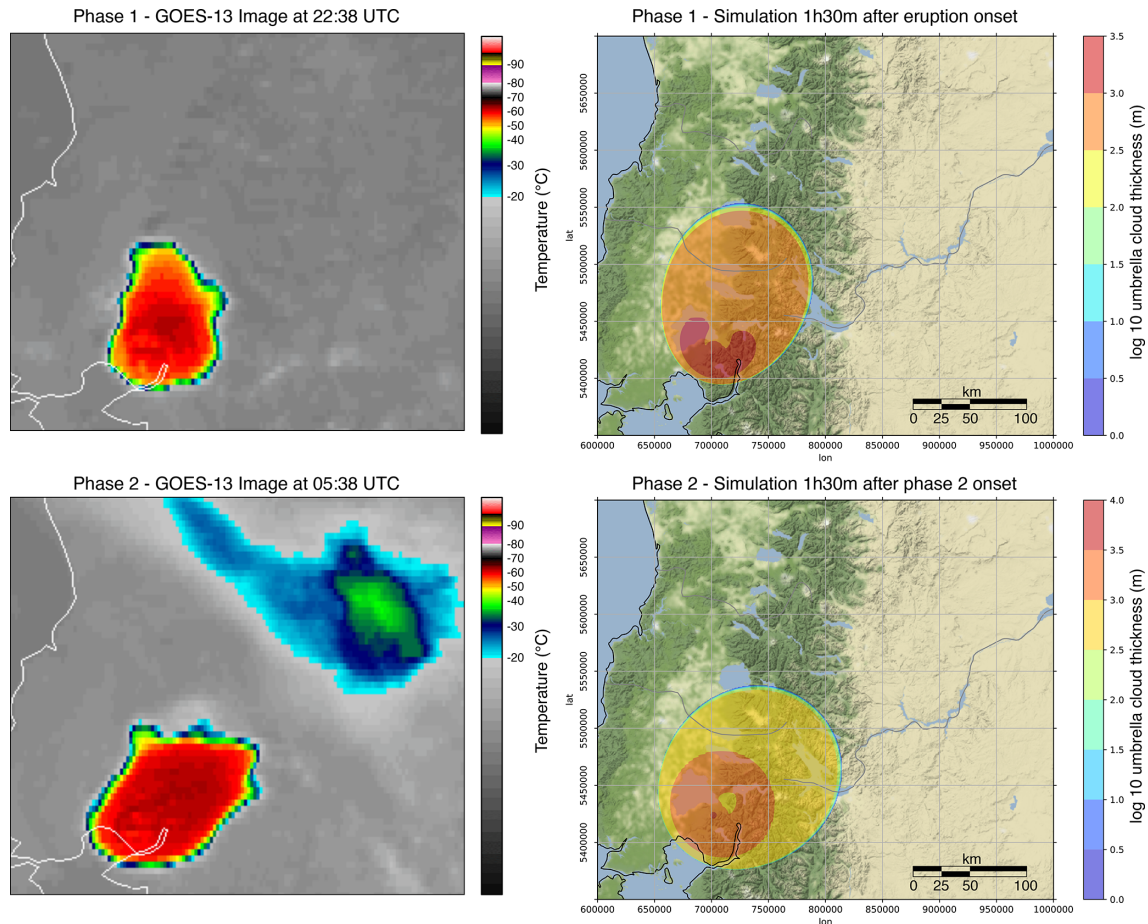 Phase 1 - GOES-13 Image at 22:38 UTC
-90
-80
-70
-60
-50
-40
-30
-20
Temperature (°C)
Phase 1 - Simulation 1h30m after eruption onset
5650000
5600000
5550000
5500000
5450000
5400000
lat
600000 650000 700000 750000 800000 850000 900000 950000 1000000
lon
km
0 25 50 100
3.5
3.0
2.5
2.0
1.5
1.0
0.5
0.0
log 10 umbrella cloud thickness (m)
Phase 2 - GOES-13 Image at 05:38 UTC
-90
-80
-70
-60
-50
-40
-30
-20
Temperature (°C)
Phase 2 - Simulation 1h30m after phase 2 onset
5650000
5600000
5550000
5500000
5450000
5400000
lat
600000 650000 700000 750000 800000 850000 900000 950000 1000000
lon
km
0 25 50 100
4.0
3.5
3.0
2.5
2.0
1.5
1.0
0.5
0.0
log 10 umbrella cloud thickness (m)